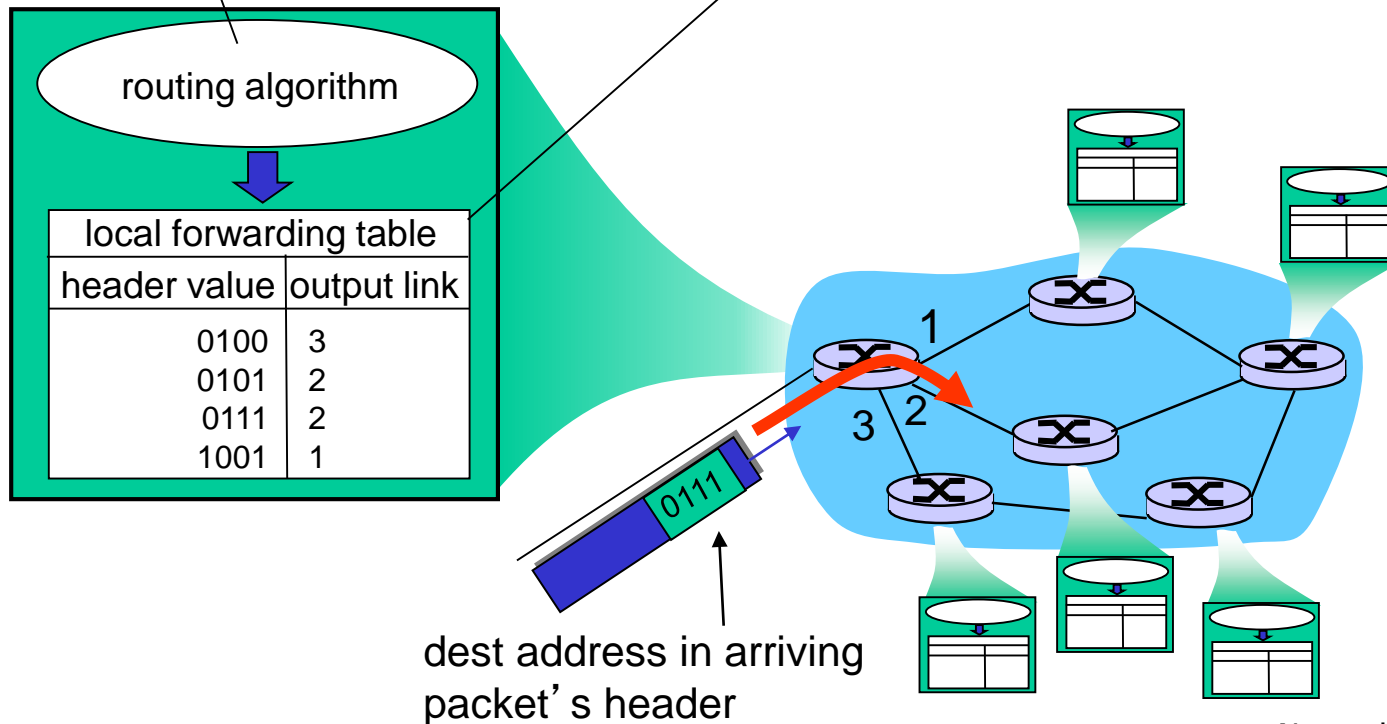 routing algorithm
local forwarding table
header value output link
0100 3
0101 2
0111 2
1001 1
1
2
3
0111
dest address in arriving
packet’s header